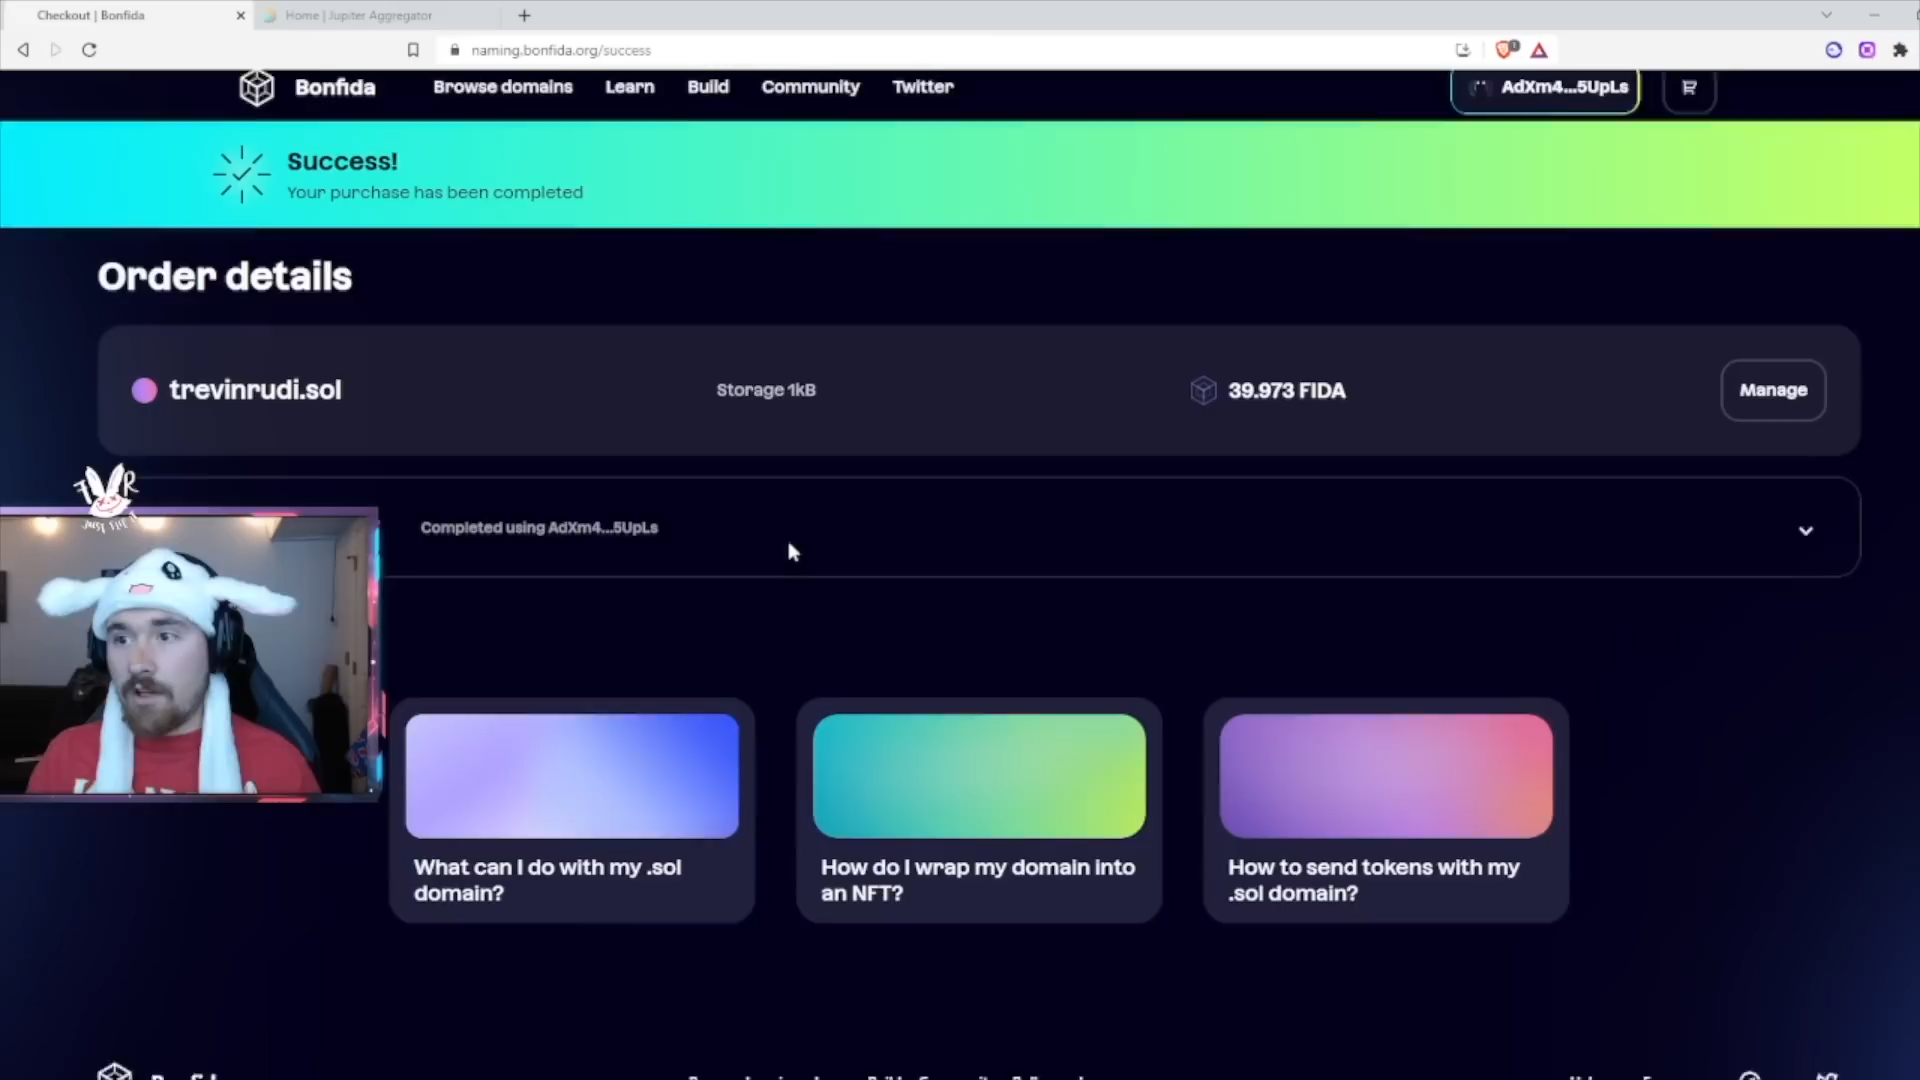 Checkout | Bonfida
Home | Jupiter Aggregator
naming.bonfida.org/success
1
Bonfida
Browse domains
Learn
Build
Community
Twitter
AdXm4...5UpLs
Success!
Your purchase has been completed
Order details
trevinrudi.sol
Storage 1kB
39.973 FIDA
Manage
Completed using AdXm4...5UpLs
What can I do with my .sol
domain?
How do I wrap my domain into
an NFT?
How to send tokens with my
.sol domain?